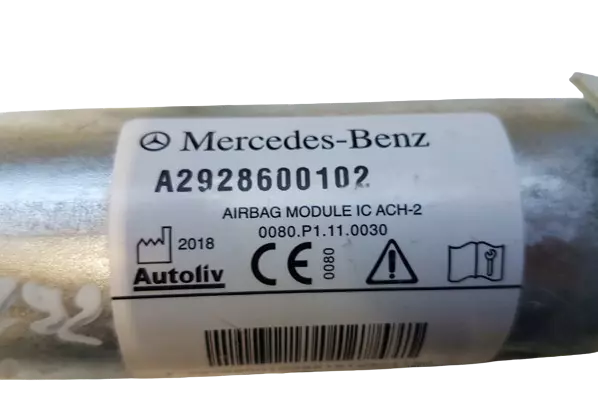 Mercedes-Benz
A2928600102
AIRBAG MODULE IC ACH-2
0080.P1.11.0030
2018
Autoliv
CE
0080